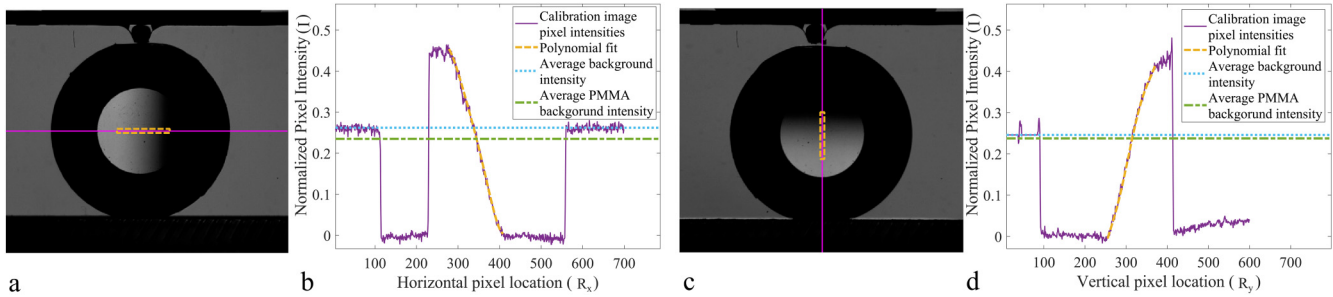 a
0.5
0.4
0.3
0.2
0.1
0
Normalized Pixel Intensity (I)
Calibration image
pixel intensities
Polynomial fit
Average background
intensity
Average PMMA
backgorund intensity
100 200 300 400 500 600 700
Horizontal pixel location ( Rx)
b
c
0.5
0.4
0.3
0.2
0.1
0
Normalized Pixel Intensity (I)
Calibration image
pixel intensities
Polynomial fit
Average background
intensity
Average PMMA
backgorund intensity
100 200 300 400 500 600 700
Vertical pixel location ( Ry)
d